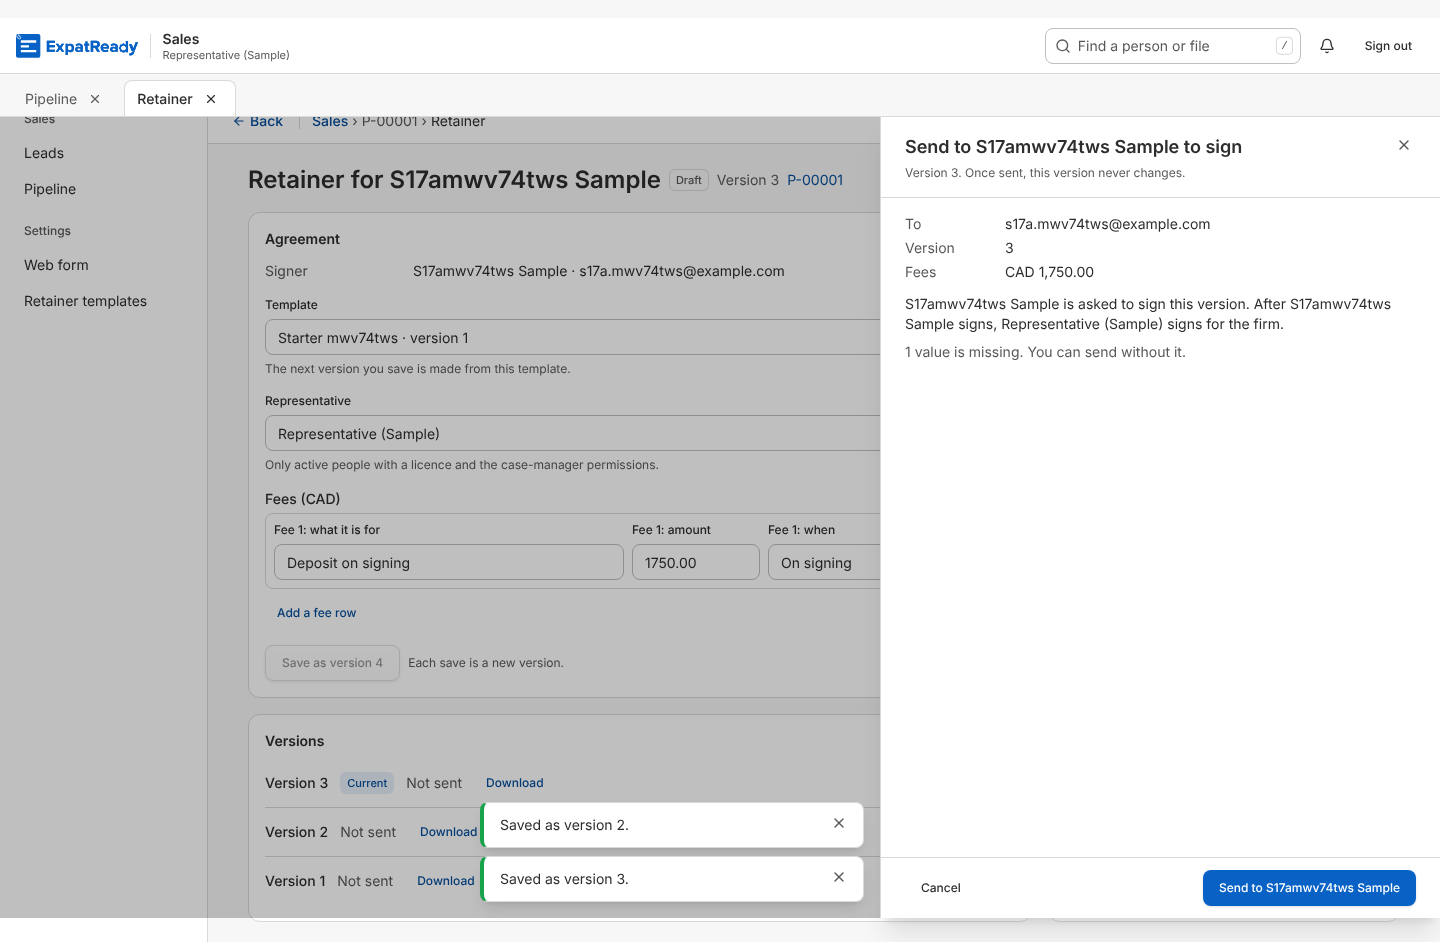 ExpatReady
Sales
Representative (Sample)
Find a person or file
/
Sign out
Pipeline
Retainer
Sales
Leads
Pipeline
Settings
Web form
Retainer templates
← Back
Sales › P-00001 › Retainer
Retainer for S17amwv74tws Sample
Draft
Version 3
P-00001
Agreement
Signer
S17amwv74tws Sample · s17a.mwv74tws@example.com
Template
Starter mwv74tws · version 1
The next version you save is made from this template.
Representative
Representative (Sample)
Only active people with a licence and the case-manager permissions.
Fees (CAD)
Fee 1: what it is for
Fee 1: amount
Fee 1: when
Deposit on signing
1750.00
On signing
Add a fee row
Save as version 4
Each save is a new version.
Versions
Version 3
Current
Not sent
Download
Version 2
Not sent
Download
Version 1
Not sent
Download
Saved as version 2.
Saved as version 3.
Send to S17amwv74tws Sample to sign
Version 3. Once sent, this version never changes.
To
s17a.mwv74tws@example.com
Version
3
Fees
CAD 1,750.00
S17amwv74tws Sample is asked to sign this version. After S17amwv74tws
Sample signs, Representative (Sample) signs for the firm.
1 value is missing. You can send without it.
Cancel
Send to S17amwv74tws Sample